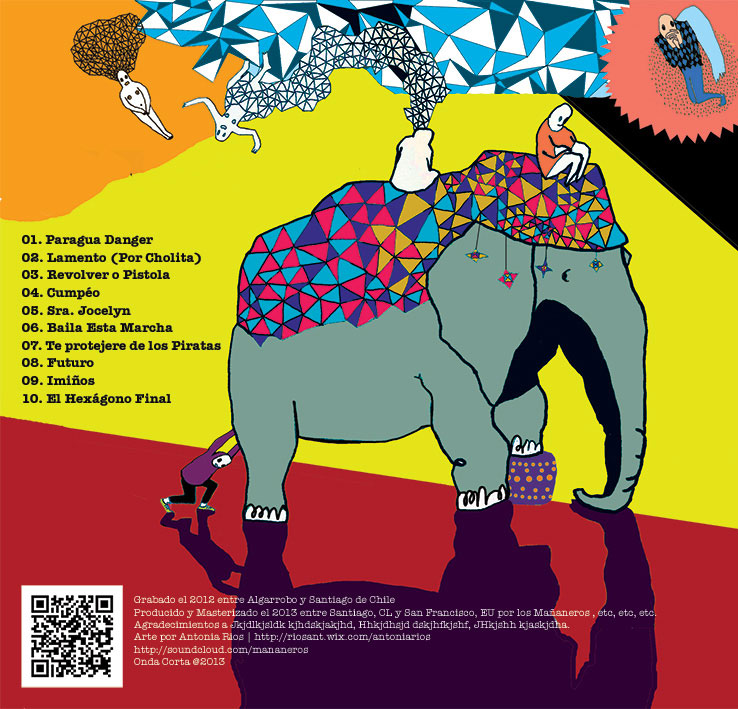 01. Paragua Danger
02. Lamento (Por Cholita)
03. Revolver o Pistola
04. Cumpéo
05. Sra. Jocelyn
06. Baila Esta Marcha
07. Te protejere de los Piratas
08. Futuro
09. Imiños
10. El Hexágono Final
Grabado el 2012 entre Algarrobo y Santiago de Chile
Producido y Masterizado el 2013 entre Santiago, CL y San Francisco, EU por los Mañaneros , etc, etc, etc.
Agradecimientos a Jkjdlkjsldk kjhdskjakjhd, Hhkjdhsjd dskjhfkjshf, JHkjshh kjaskjdha.
Arte por Antonia Rios | http://riosant.wix.com/antoniarios
http://soundcloud.com/mananeros
Onda Corta @2013